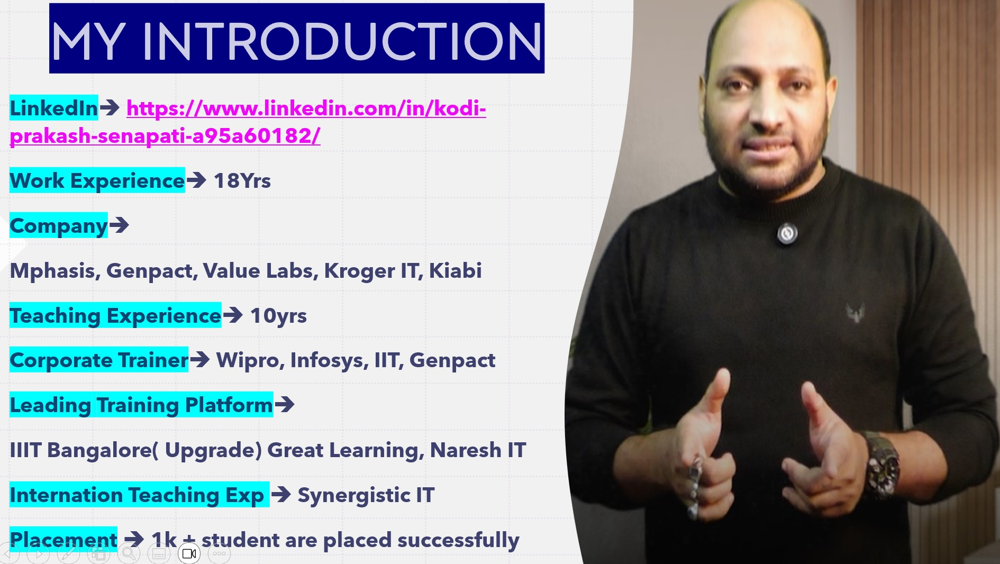 MY INTRODUCTION
LinkedIn➔ https://www.linkedin.com/in/kodi-
prakash-senapati-a95a60182/
Work Experience➔ 18Yrs
Company➔
Mphasis, Genpact, Value Labs, Kroger IT, Kiabi
Teaching Experience➔ 10yrs
Corporate Trainer➔ Wipro, Infosys, IIT, Genpact
Leading Training Platform➔
IIIT Bangalore( Upgrade) Great Learning, Naresh IT
Internation Teaching Exp ➔ Synergistic IT
Placement ➔ 1k + student are placed successfully